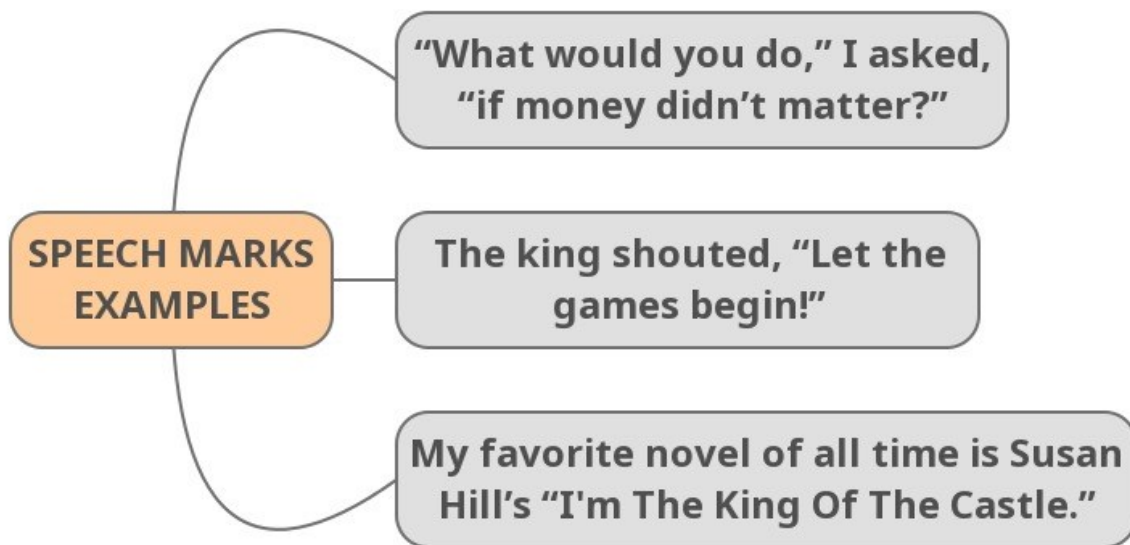 “What would you do,” I asked,
“if money didn’t matter?”
SPEECH MARKS
EXAMPLES
The king shouted, “Let the
games begin!”
My favorite novel of all time is Susan
Hill’s “I'm The King Of The Castle.”